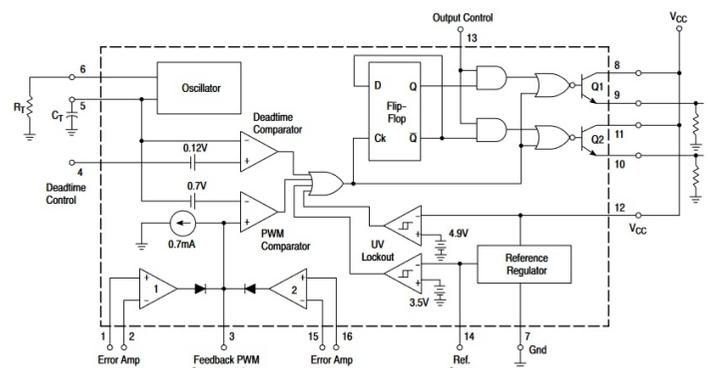 Output Control
VCC
13
6
RT
5
CT
Oscillator
D
Q
Flip-
Flop
Ck
Q
8
Q1
9
11
Q2
10
Deadtime
Comparator
0.12V
4
Deadtime
Control
0.7V
0.7mA
PWM
Comparator
UV
Lockout
4.9V
12
VCC
3.5V
Reference
Regulator
1
2
1
2
3
15
16
14
7
Gnd
Error Amp
Feedback PWM
Error Amp
Ref.